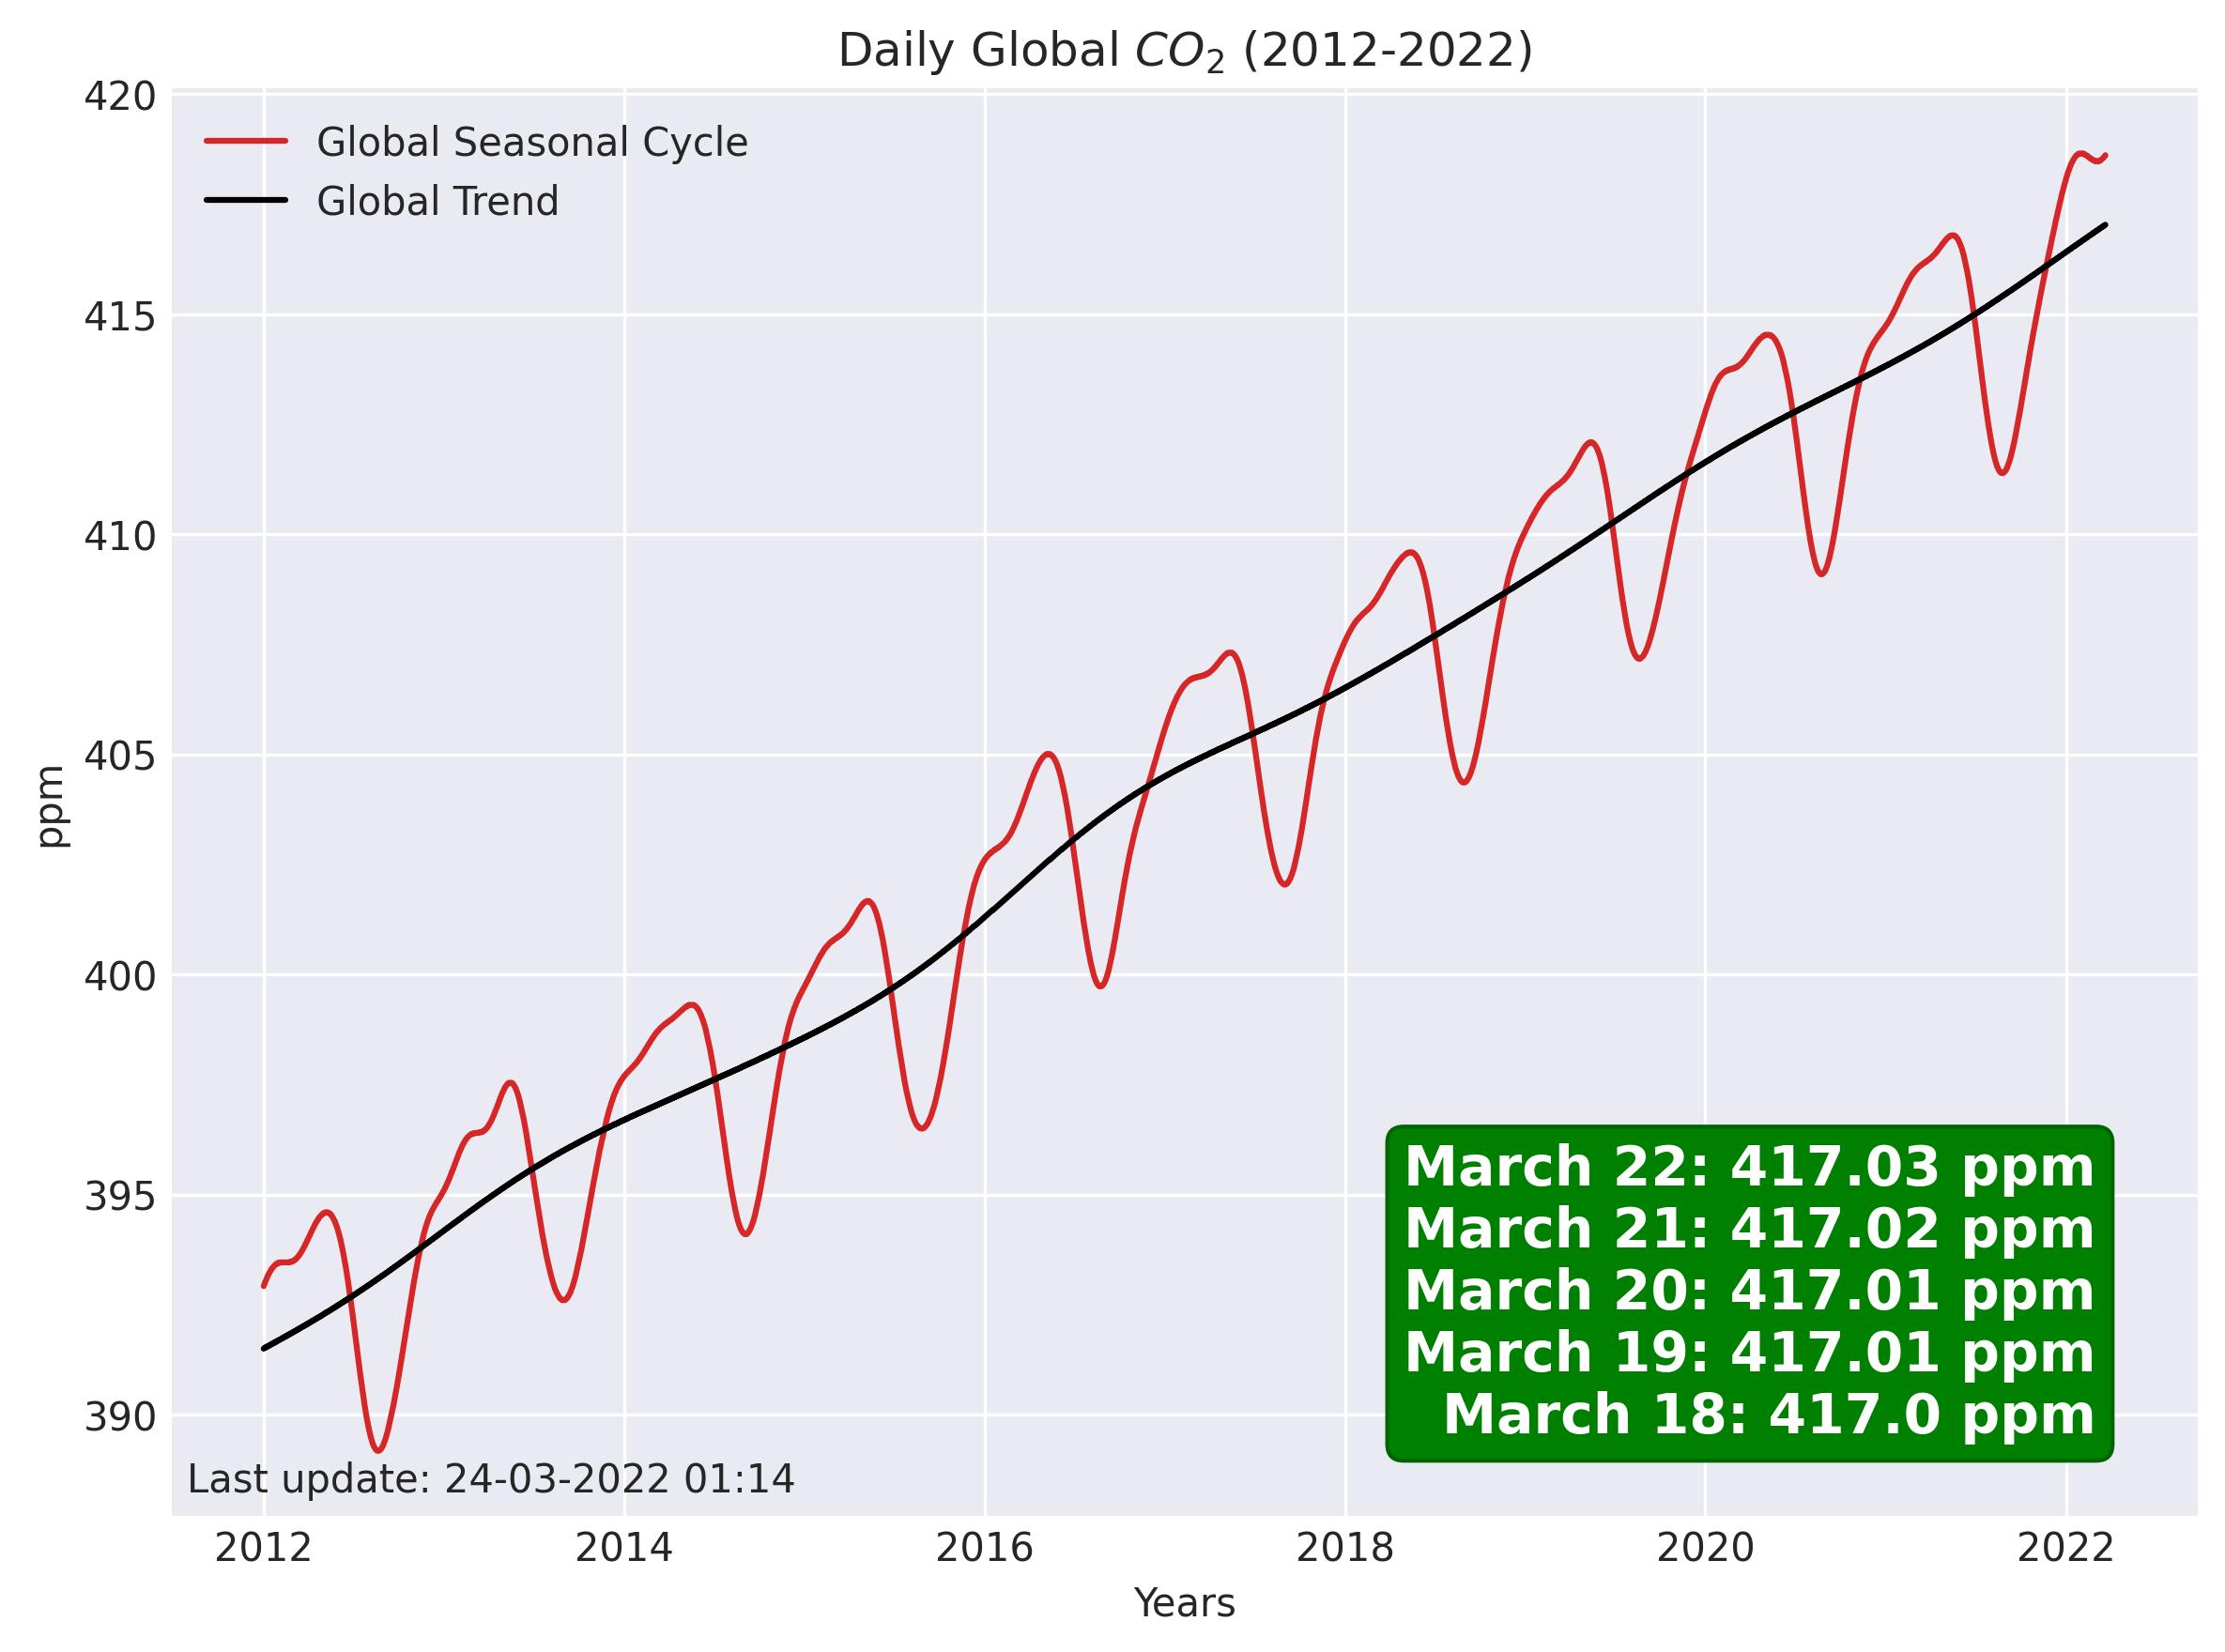 Daily Global CO₂ (2012-2022)
420
415
410
405
400
395
390
ppm
Global Seasonal Cycle
Global Trend
March 22: 417.03 ppm
March 21: 417.02 ppm
March 20: 417.01 ppm
March 19: 417.01 ppm
March 18: 417.0 ppm
Last update: 24-03-2022 01:14
2012 2014 2016 2018 2020 2022
Years